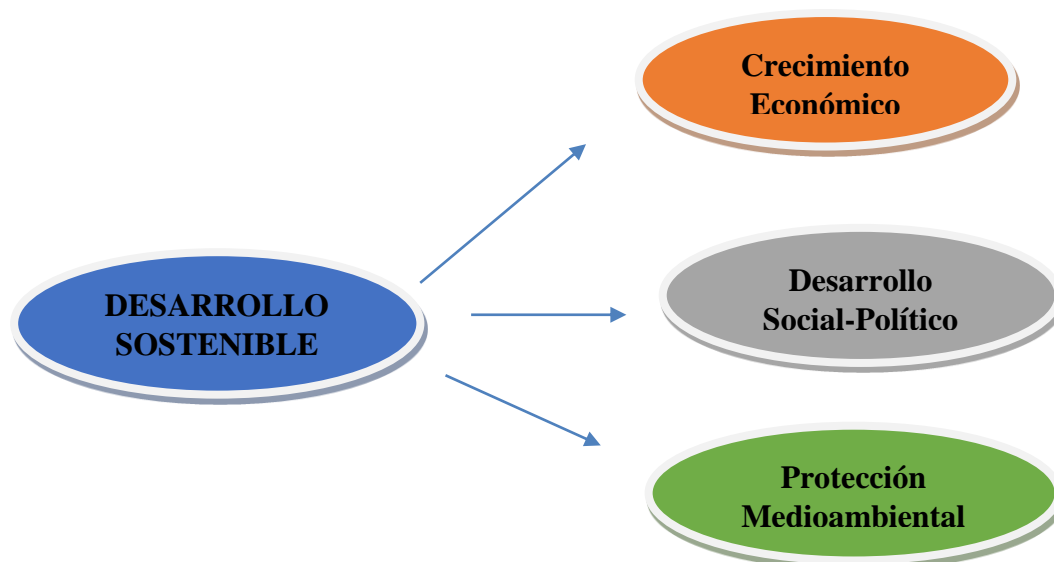 Crecimiento
Económico
DESARROLLO
SOSTENIBLE
Desarrollo
Social-Político
Protección
Medioambiental